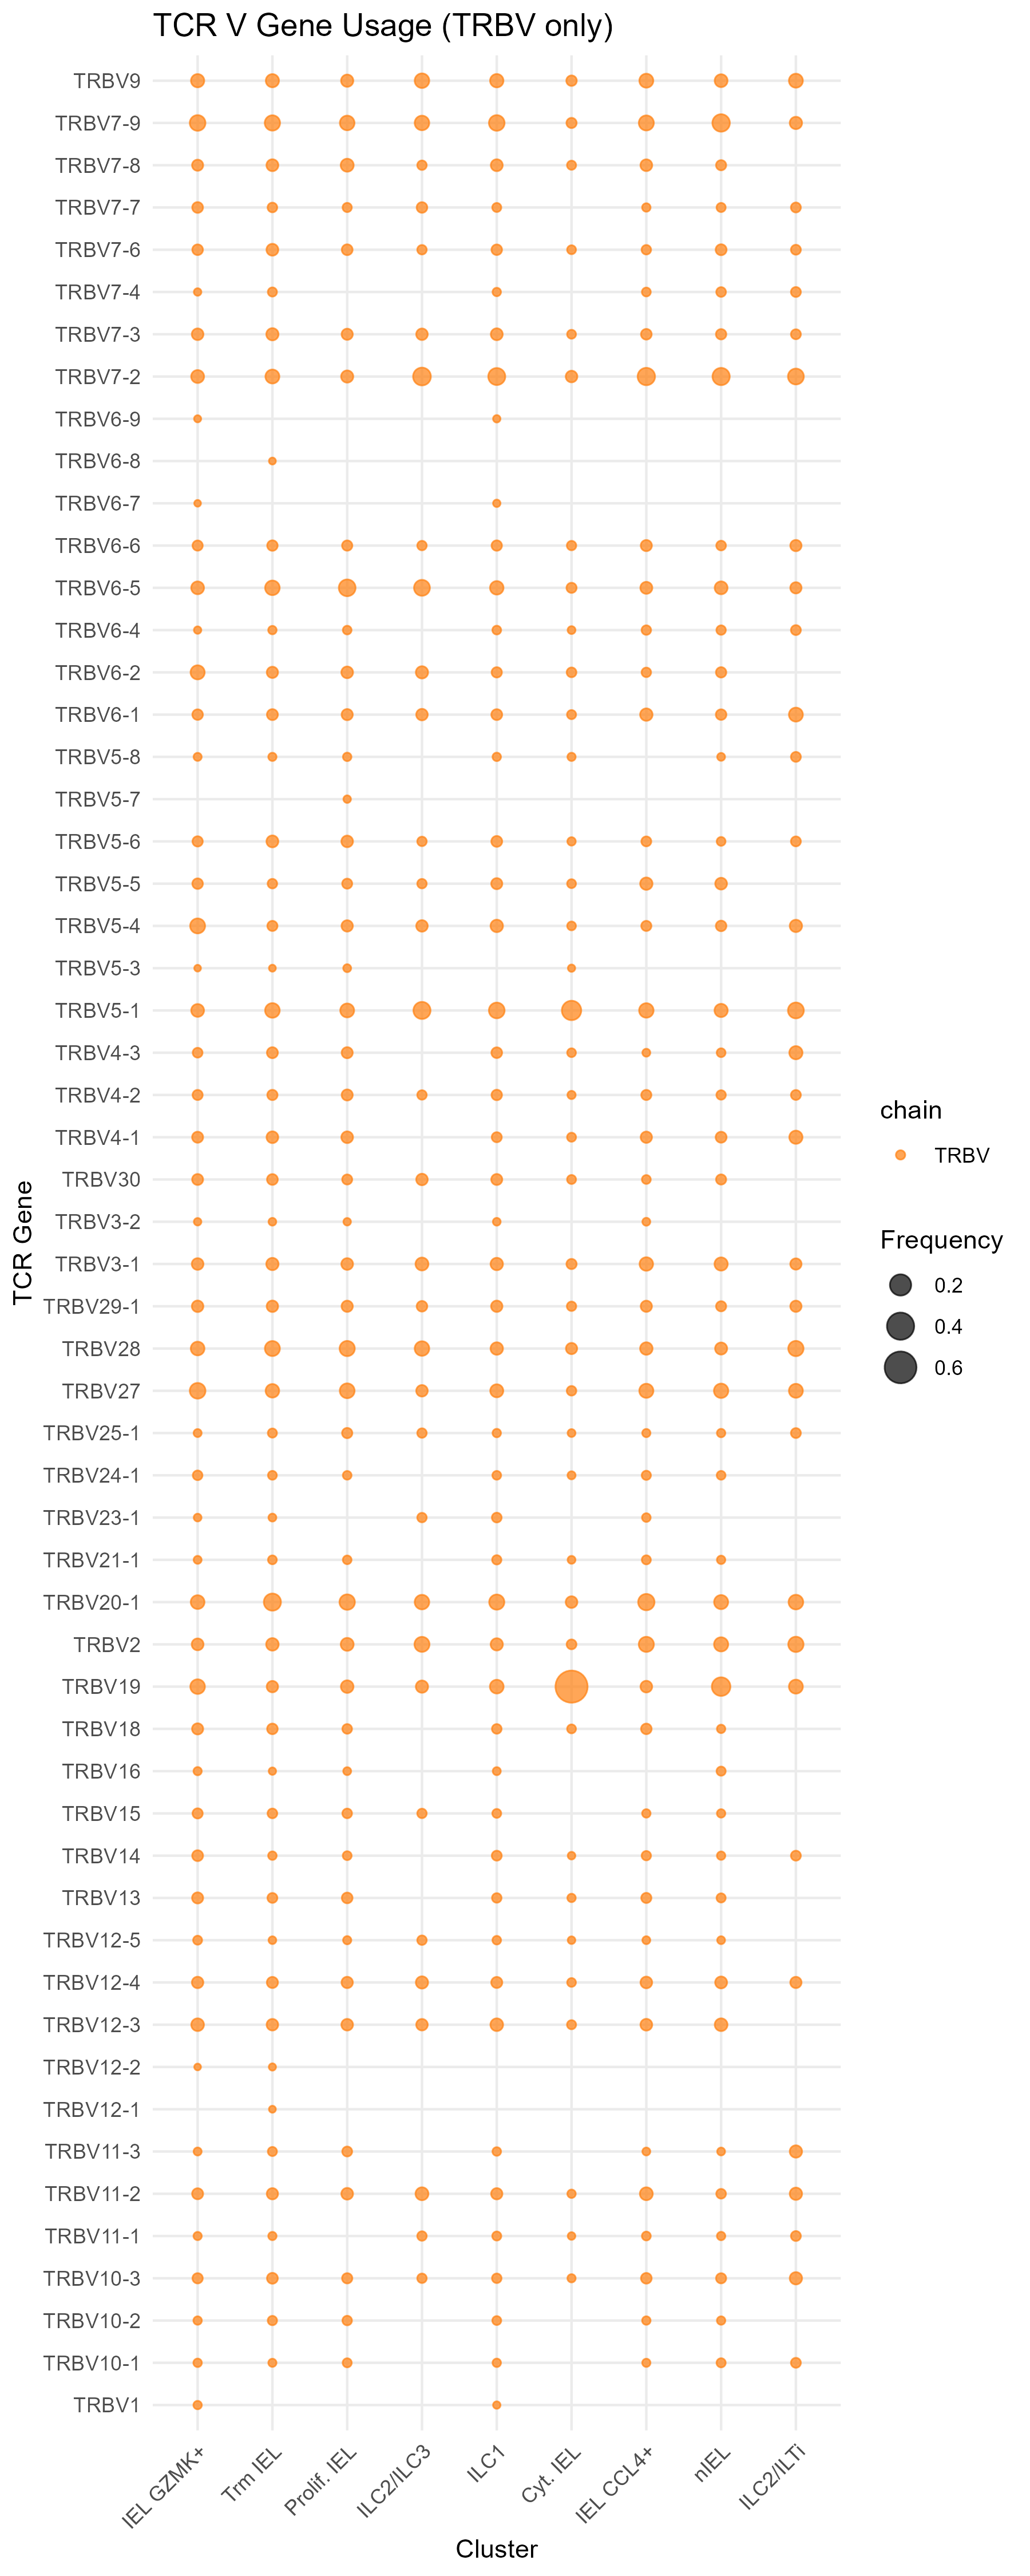 TCR V Gene Usage (TRBV only)
TRBV9
TRBV7-9
TRBV7-8
TRBV7-7
TRBV7-6
TRBV7-4
TRBV7-3
TRBV7-2
TRBV6-9
TRBV6-8
TRBV6-7
TRBV6-6
TRBV6-5
TRBV6-4
TRBV6-2
TRBV6-1
TRBV5-8
TRBV5-7
TRBV5-6
TRBV5-5
TRBV5-4
TRBV5-3
TRBV5-1
TRBV4-3
TRBV4-2
TRBV4-1
TRBV30
TRBV3-2
TRBV3-1
TRBV29-1
TRBV28
TRBV27
TRBV25-1
TRBV24-1
TRBV23-1
TRBV21-1
TRBV20-1
TRBV2
TRBV19
TRBV18
TRBV16
TRBV15
TRBV14
TRBV13
TRBV12-5
TRBV12-4
TRBV12-3
TRBV12-2
TRBV12-1
TRBV11-3
TRBV11-2
TRBV11-1
TRBV10-3
TRBV10-2
TRBV10-1
TRBV1
TCR Gene
IEL GZMK+
Trm IEL
Prolif. IEL
ILC2/ILC3
ILC1
Cyt. IEL
IEL CCL4+
nIEL
ILC2/ILTi
Cluster
chain
TRBV
Frequency
0.2
0.4
0.6